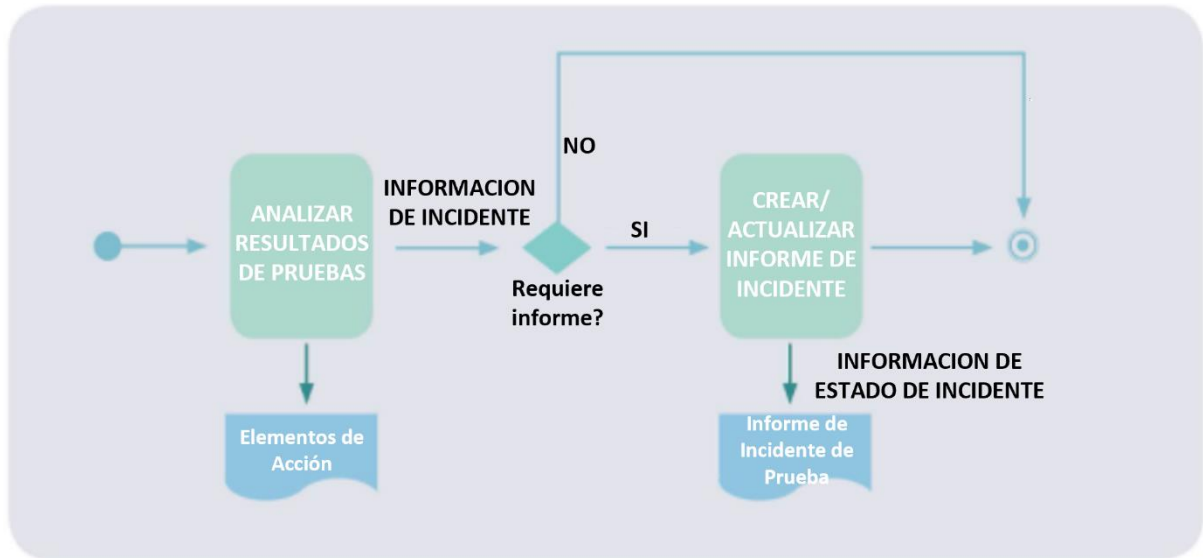 NO
ANALIZAR
RESULTADOS
DE PRUEBAS
INFORMACION
DE INCIDENTE
Requiere
informe?
SI
CREAR/
ACTUALIZAR
INFORME DE
INCIDENTE
INFORMACION DE
ESTADO DE INCIDENTE
Elementos de
Acción
Informe de
Incidente de
Prueba